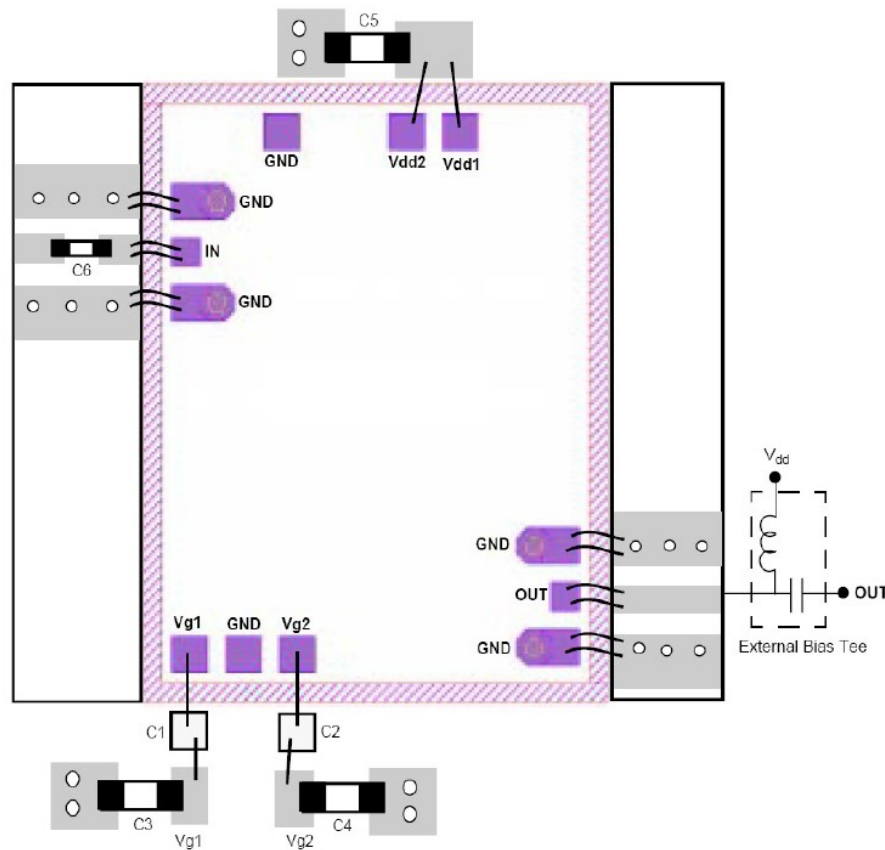 C5
GND
Vdd2
Vdd1
GND
IN
C6
GND
Vdd
GND
OUT
OUT
GND
External Bias Tee
Vg1
GND
Vg2
C1
C2
C3
C4
Vg1
Vg2